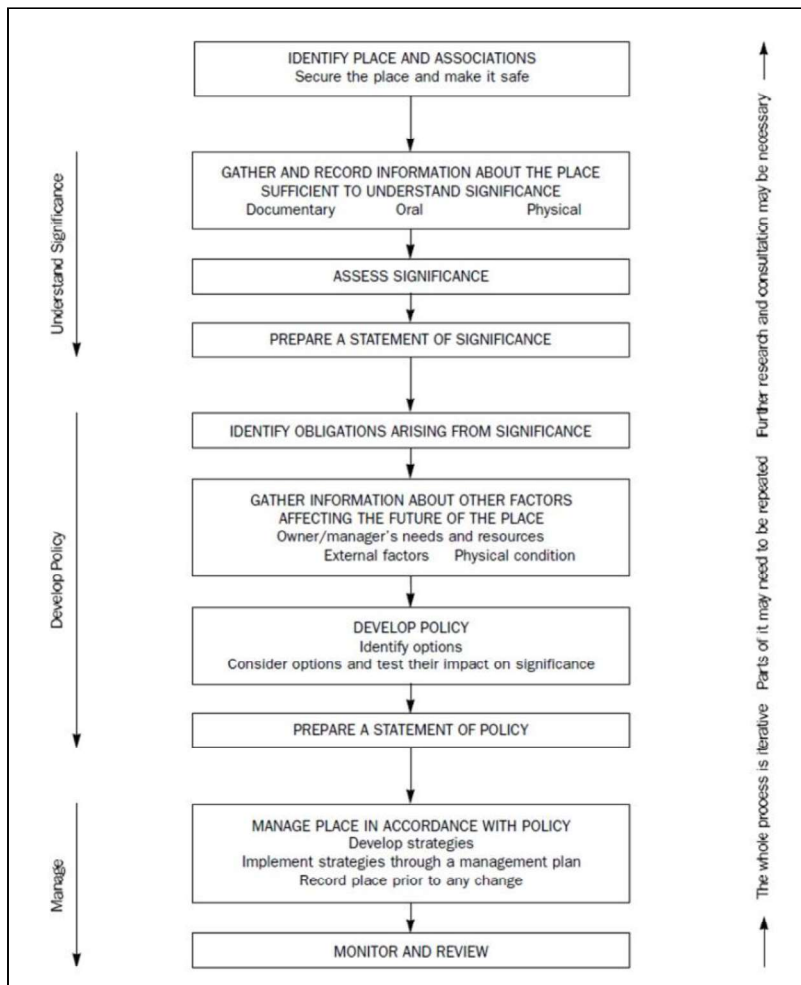 IDENTIFY PLACE AND ASSOCIATIONS
Secure the place and make it safe
Understand Significance
GATHER AND RECORD INFORMATION ABOUT THE PLACE
SUFFICIENT TO UNDERSTAND SIGNIFICANCE
Documentary Oral Physical
ASSESS SIGNIFICANCE
PREPARE A STATEMENT OF SIGNIFICANCE
Develop Policy
IDENTIFY OBLIGATIONS ARISING FROM SIGNIFICANCE
GATHER INFORMATION ABOUT OTHER FACTORS
AFFECTING THE FUTURE OF THE PLACE
Owner/manager's needs and resources
External factors Physical condition
DEVELOP POLICY
Identify options
Consider options and test their impact on significance
PREPARE A STATEMENT OF POLICY
Manage
MANAGE PLACE IN ACCORDANCE WITH POLICY
Develop strategies
Implement strategies through a management plan
Record place prior to any change
MONITOR AND REVIEW
The whole process is iterative Parts of it may need to be repeated Further research and consultation may be necessary